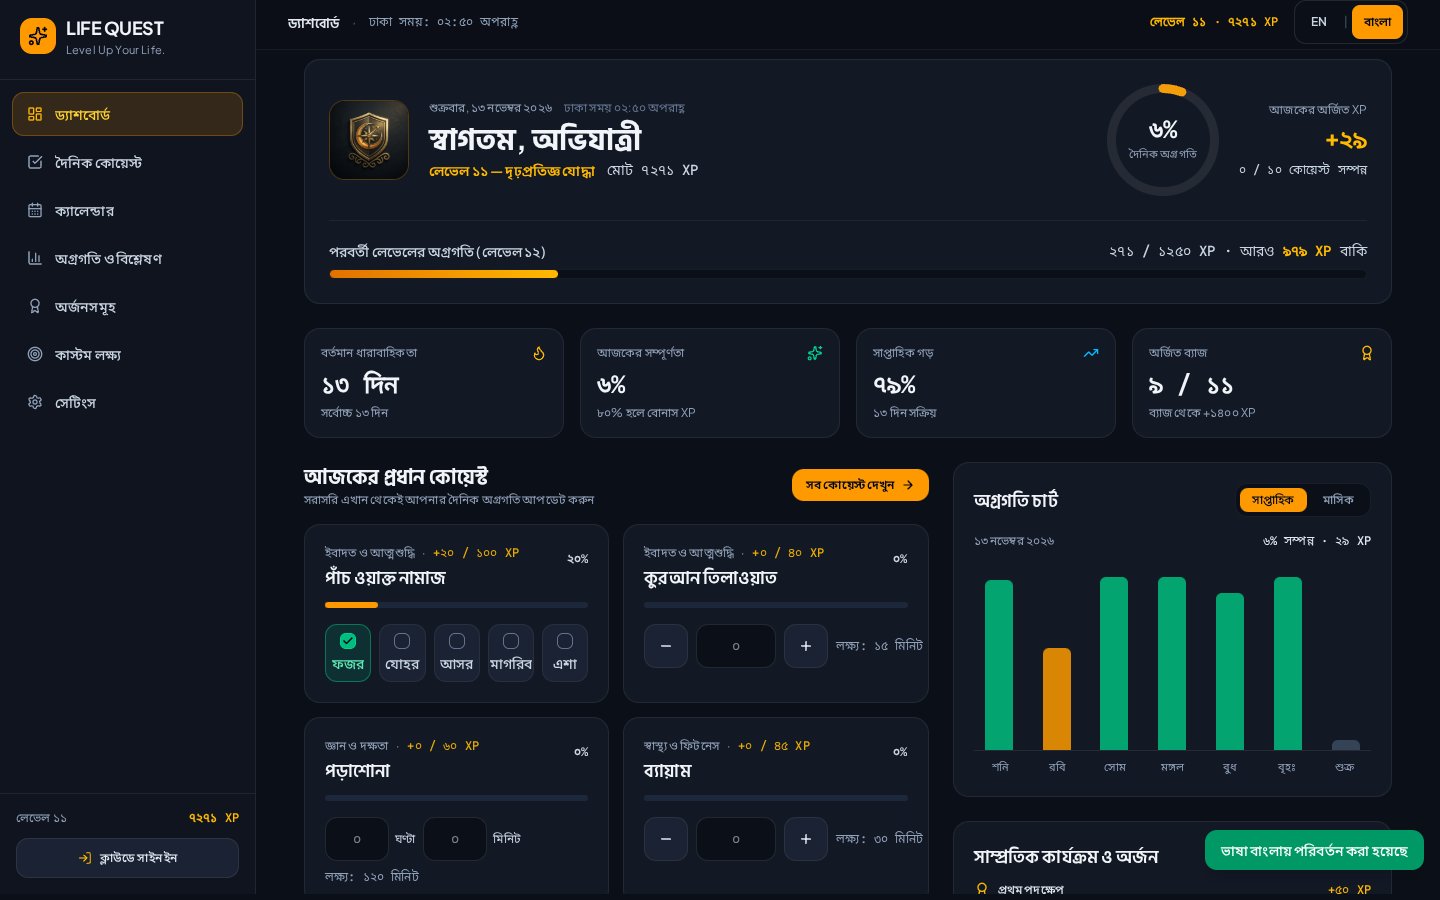 LIFE QUEST
Level Up Your Life.
ড্যাশবোর্ড
দৈনিক কোয়েস্ট
ক্যালেন্ডার
অগ্রগতি ও বিশ্লেষণ
অর্জনসমূহ
কাস্টম লক্ষ্য
সেটিংস
লেভেল ১১ ৭২৭১ XP
ক্লাউডে সাইন ইন
ড্যাশবোর্ড · ঢাকা সময়: ০২:৫০ অপরাহ্ণ
লেভেল ১১ · ৭২৭১ XP EN | বাংলা
শুক্রবার, ১৩ নভেম্বর ২০২৬ ঢাকা সময় ০২:৫০ অপরাহ্ণ
স্বাগতম, অভিযাত্রী
লেভেল ১১ — দৃঢ়প্রতিজ্ঞ যোদ্ধা মোট ৭২৭১ XP
৬%
দৈনিক অগ্রগতি
আজকের অর্জিত XP
+২৯
০ / ১০ কোয়েস্ট সম্পন্ন
পরবর্তী লেভেলের অগ্রগতি (লেভেল ১২) ২৭১ / ১২৫০ XP · আরও ৯৭৯ XP বাকি
বর্তমান ধারাবাহিকতা
১৩ দিন
সর্বোচ্চ ১৩ দিন
আজকের সম্পূর্ণতা
৬%
৮০% হলে বোনাস XP
সাপ্তাহিক গড়
৭৯%
১৩ দিন সক্রিয়
অর্জিত ব্যাজ
৯ / ১১
ব্যাজ থেকে +১৪০০ XP
আজকের প্রধান কোয়েস্ট
সরাসরি এখান থেকেই আপনার দৈনিক অগ্রগতি আপডেট করুন
সব কোয়েস্ট দেখুন
ইবাদত ও আত্মশুদ্ধি · +২০ / ১০০ XP
২০%
পাঁচ ওয়াক্ত নামাজ
ফজর যোহর আসর মাগরিব এশা
ইবাদত ও আত্মশুদ্ধি · +০ / ৪০ XP
০%
কুরআন তিলাওয়াত
− ০ + লক্ষ্য: ১৫ মিনিট
জ্ঞান ও দক্ষতা · +০ / ৬০ XP
০%
পড়াশোনা
০ ঘণ্টা ০ মিনিট
লক্ষ্য: ১২০ মিনিট
স্বাস্থ্য ও ফিটনেস · +০ / ৪৫ XP
০%
ব্যায়াম
− ০ + লক্ষ্য: ৩০ মিনিট
অগ্রগতি চার্ট
সাপ্তাহিক মাসিক
১৩ নভেম্বর ২০২৬ ৬% সম্পন্ন · ২৯ XP
শনি রবি সোম মঙ্গল বুধ বৃহঃ শুক্র
সাম্প্রতিক কার্যক্রম ও অর্জন
প্রথম পদক্ষেপ +৫০ XP
ভাষা বাংলায় পরিবর্তন করা হয়েছে